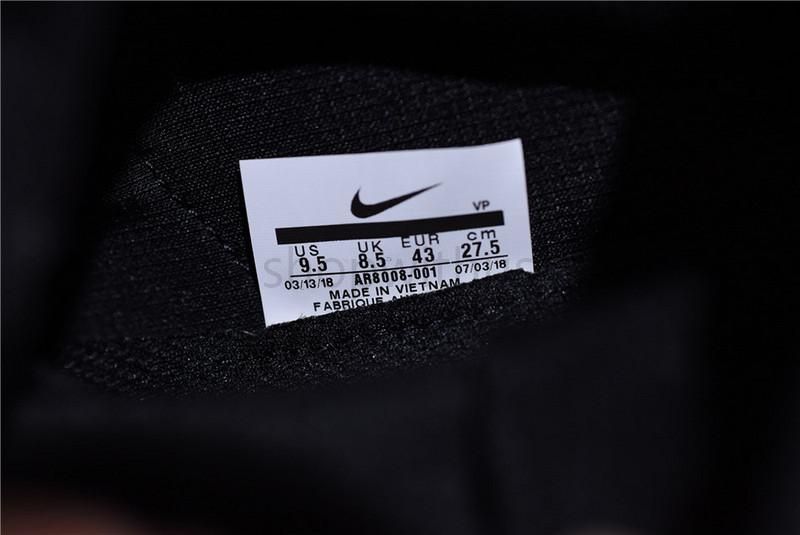 VP
US UK EUR cm
9.5 8.5 43 27.5
03/13/18 AR8008-001 07/03/18
MADE IN VIETNAM
FABRIQUE